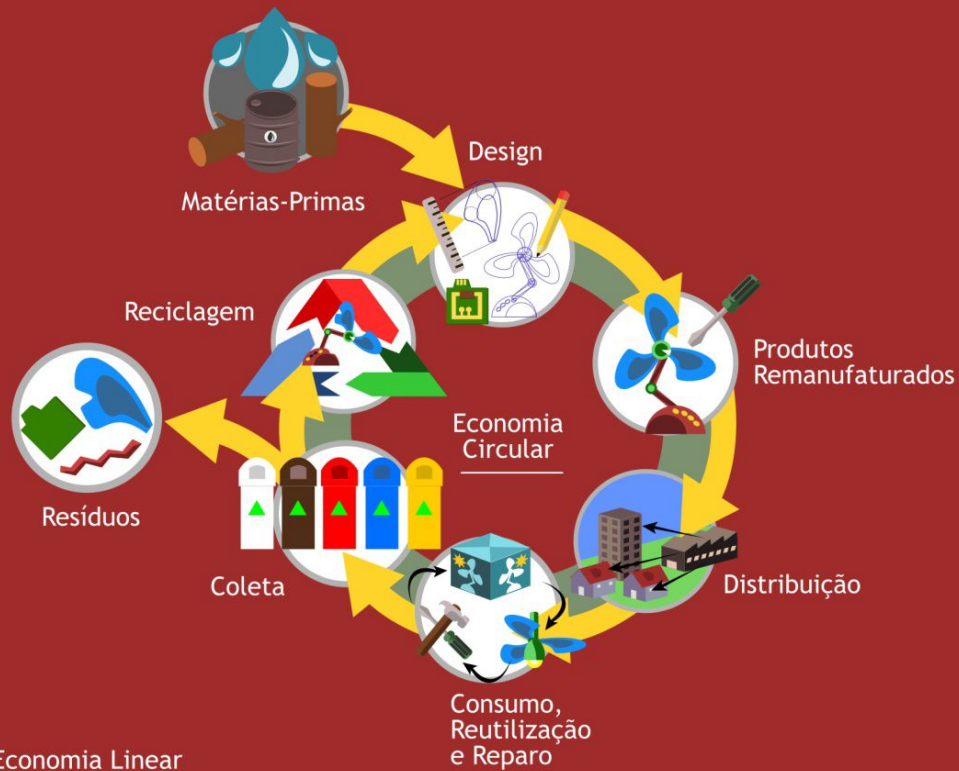 Design
Matérias-Primas
Reciclagem
Produtos
Remanufaturados
Economia
Circular
Resíduos
Coleta
Distribuição
Consumo,
Reutilização
e Reparo
Economia Linear